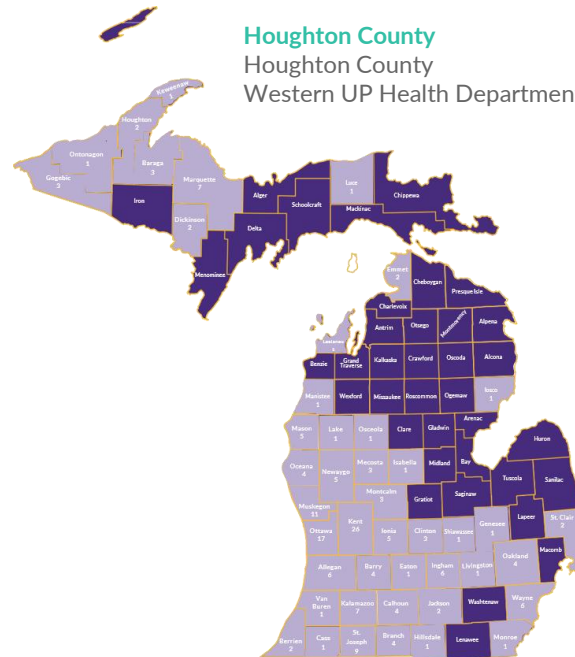 Houghton County
Houghton County
Western UP Health Departmen
Keweenaw
1
Houghton
2
Ontonagon
1
Baraga
3
Gogebic
3
Marquette
7
Iron
Dickinson
2
Menominee
Alger
Delta
Schoolcraft
Luce
1
Mackinac
Chippewa
Emmet
2
Cheboygan
Presque Isle
Charlevoix
Antrim
Otsego
Montmorency
Alpena
Leelanau
Benzie
Grand
Traverse
Kalkaska
Crawford
Oscoda
Alcona
Manistee
1
Wexford
Missaukee
Roscommon
Ogemaw
Iosco
1
Mason
5
Lake
1
Osceola
1
Clare
Gladwin
Arenac
Huron
Oceana
4
Newaygo
5
Mecosta
3
Isabella
1
Midland
Bay
Tuscola
Sanilac
Muskegon
11
Montcalm
3
Gratiot
Saginaw
Ottawa
17
Kent
26
Ionia
5
Clinton
3
Shiawassee
1
Genesee
1
Lapeer
St. Clair
3
Allegan
6
Barry
4
Eaton
1
Ingham
6
Livingston
1
Oakland
4
Macomb
Van
Buren
1
Kalamazoo
7
Calhoun
4
Jackson
2
Washtenaw
Wayne
6
Berrien
2
Cass
1
St.
Joseph
9
Branch
4
Hillsdale
1
Lenawee
Monroe
1